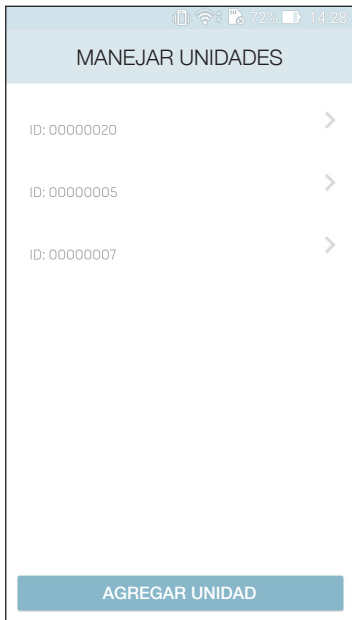 72% 14:28
MANEJAR UNIDADES
ID: 00000020
ID: 00000005
ID: 00000007
AGREGAR UNIDAD